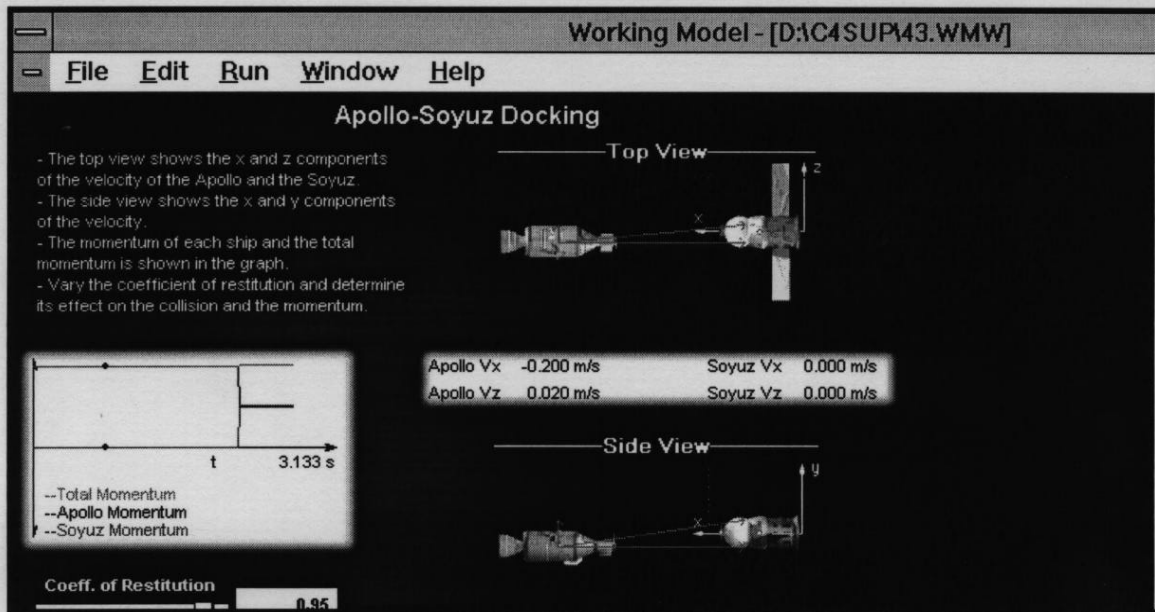 Working Model - [D:\C4SUP\43.WMW]
File Edit Run Window Help
Apollo-Soyuz Docking
- The top view shows the x and z components
of the velocity of the Apollo and the Soyuz.
- The side view shows the x and y components
of the velocity.
- The momentum of each ship and the total
momentum is shown in the graph.
- Vary the coefficient of restitution and determine
its effect on the collision and the momentum.
Top View
z
x
Apollo Vx -0.200 m/s Soyuz Vx 0.000 m/s
Apollo Vz 0.020 m/s Soyuz Vz 0.000 m/s
t 3.133 s
--Total Momentum
--Apollo Momentum
--Soyuz Momentum
Side View
y
x
Coeff. of Restitution
0.95